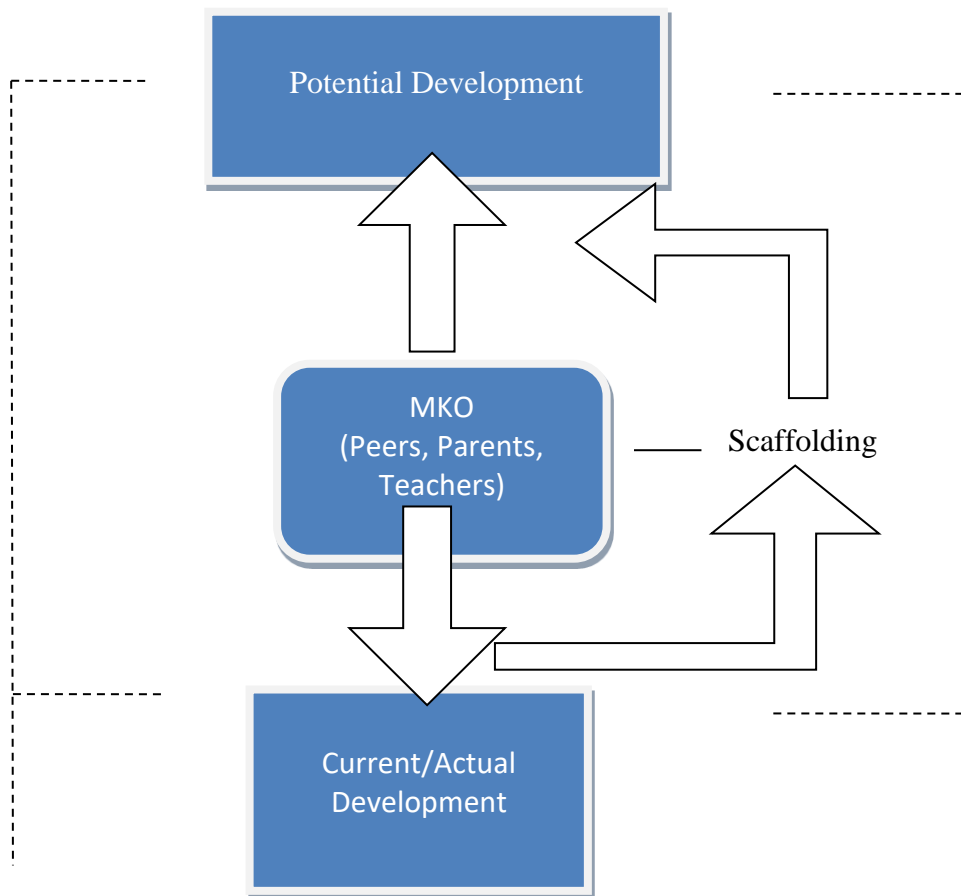 Potential Development
MKO
(Peers, Parents,
Teachers)
Scaffolding
Current/Actual
Development